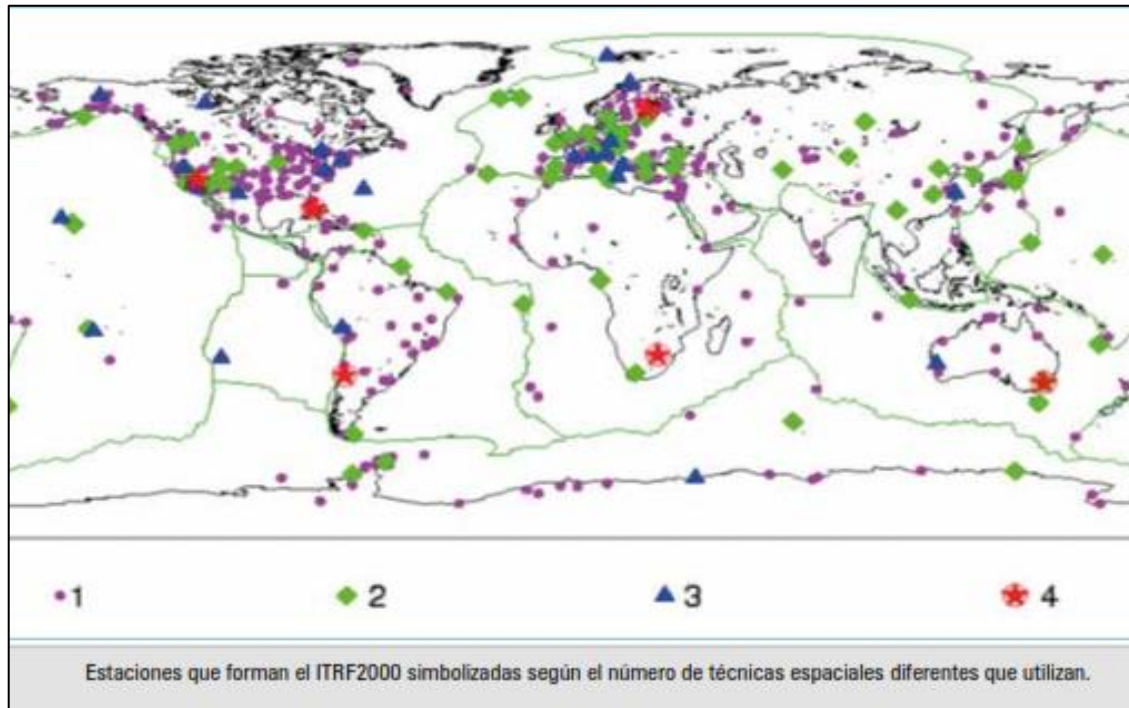 1 2 3 4
Estaciones que forman el ITRF2000 simbolizadas según el número de técnicas espaciales diferentes que utilizan.